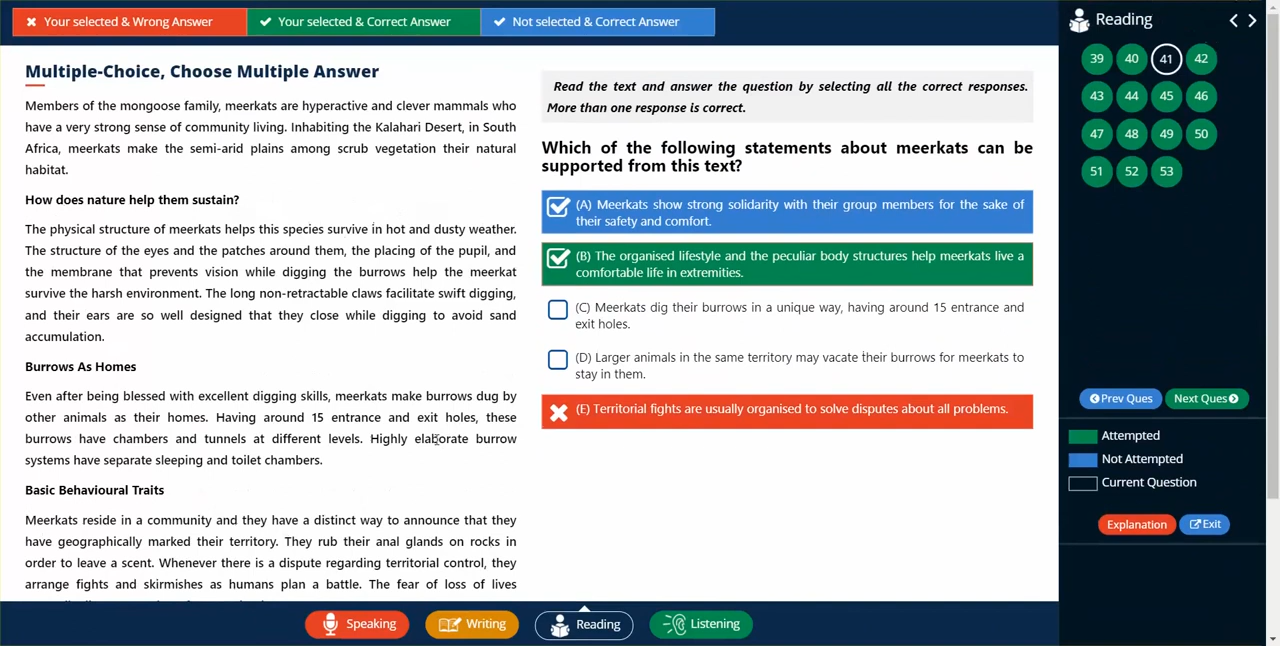 Your selected & Wrong Answer
Your selected & Correct Answer
Not selected & Correct Answer
Multiple-Choice, Choose Multiple Answer
Members of the mongoose family, meerkats are hyperactive and clever mammals who
have a very strong sense of community living. Inhabiting the Kalahari Desert, in South
Africa, meerkats make the semi-arid plains among scrub vegetation their natural
habitat.
How does nature help them sustain?
The physical structure of meerkats helps this species survive in hot and dusty weather.
The structure of the eyes and the patches around them, the placing of the pupil, and
the membrane that prevents vision while digging the burrows help the meerkat
survive the harsh environment. The long non-retractable claws facilitate swift digging,
and their ears are so well designed that they close while digging to avoid sand
accumulation.
Burrows As Homes
Even after being blessed with excellent digging skills, meerkats make burrows dug by
other animals as their homes. Having around 15 entrance and exit holes, these
burrows have chambers and tunnels at different levels. Highly elaborate burrow
systems have separate sleeping and toilet chambers.
Basic Behavioural Traits
Meerkats reside in a community and they have a distinct way to announce that they
have geographically marked their territory. They rub their anal glands on rocks in
order to leave a scent. Whenever there is a dispute regarding territorial control, they
arrange fights and skirmishes as humans plan a battle. The fear of loss of lives
Read the text and answer the question by selecting all the correct responses.
More than one response is correct.
Which of the following statements about meerkats can be
supported from this text?
(A) Meerkats show strong solidarity with their group members for the sake of
their safety and comfort.
(B) The organised lifestyle and the peculiar body structures help meerkats live a
comfortable life in extremities.
(C) Meerkats dig their burrows in a unique way, having around 15 entrance and
exit holes.
(D) Larger animals in the same territory may vacate their burrows for meerkats to
stay in them.
(E) Territorial fights are usually organised to solve disputes about all problems.
Reading
39 40 41 42
43 44 45 46
47 48 49 50
51 52 53
Prev Ques
Next Ques
Attempted
Not Attempted
Current Question
Explanation
Exit
Speaking
Writing
Reading
Listening